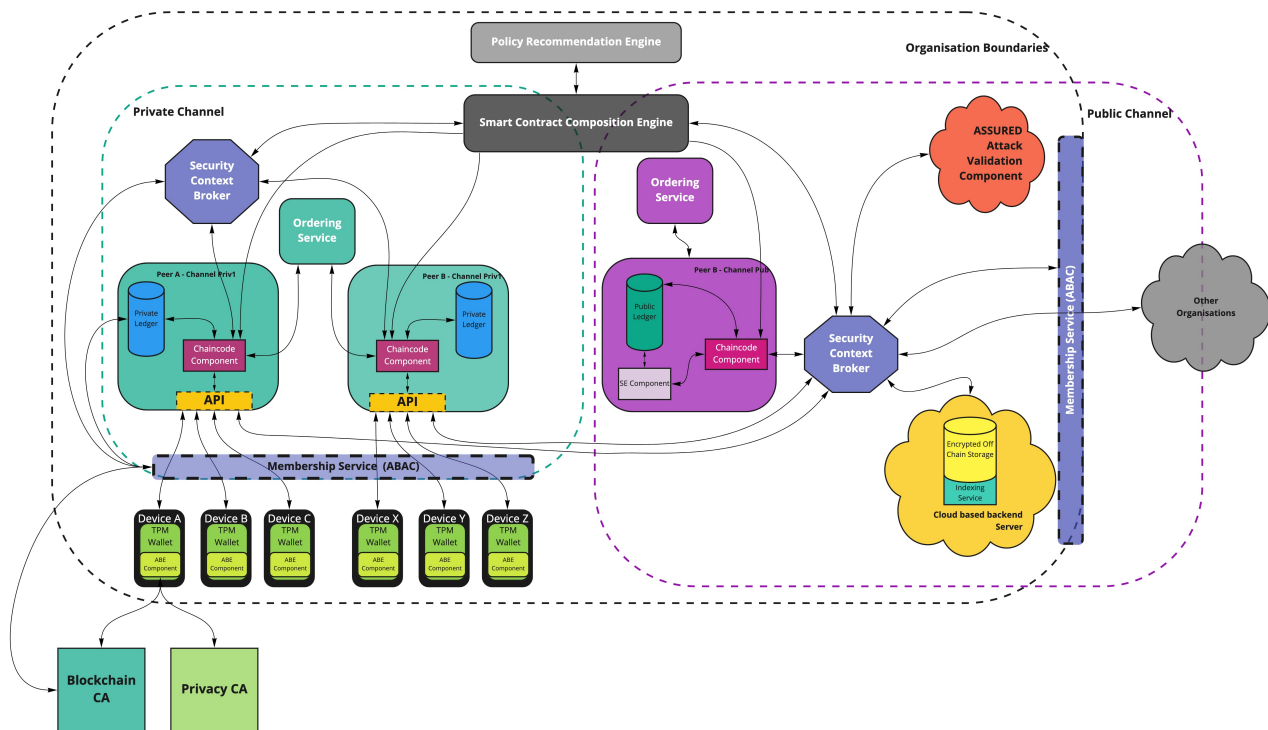 Policy Recommendation Engine
Organisation Boundaries
Private Channel
Smart Contract Composition Engine
Public Channel
ASSURED
Attack
Validation
Component
Security
Context
Broker
Ordering
Service
Ordering
Service
Peer A - Channel Priv1
Private
Ledger
Chaincode
Component
API
Peer B - Channel Priv1
Private
Ledger
Chaincode
Component
API
Peer B - Channel Pub
Public
Ledger
Chaincode
Component
SE Component
Security
Context
Broker
Membership Service (ABAC)
Other
Organisations
Encrypted Off
Chain Storage
Indexing
Service
Cloud based backend
Server
Membership Service (ABAC)
Device A
TPM
Wallet
ABE
Component
Device B
TPM
Wallet
ABE
Component
Device C
TPM
Wallet
ABE
Component
Device X
TPM
Wallet
ABE
Component
Device Y
TPM
Wallet
ABE
Component
Device Z
TPM
Wallet
ABE
Component
Blockchain
CA
Privacy CA